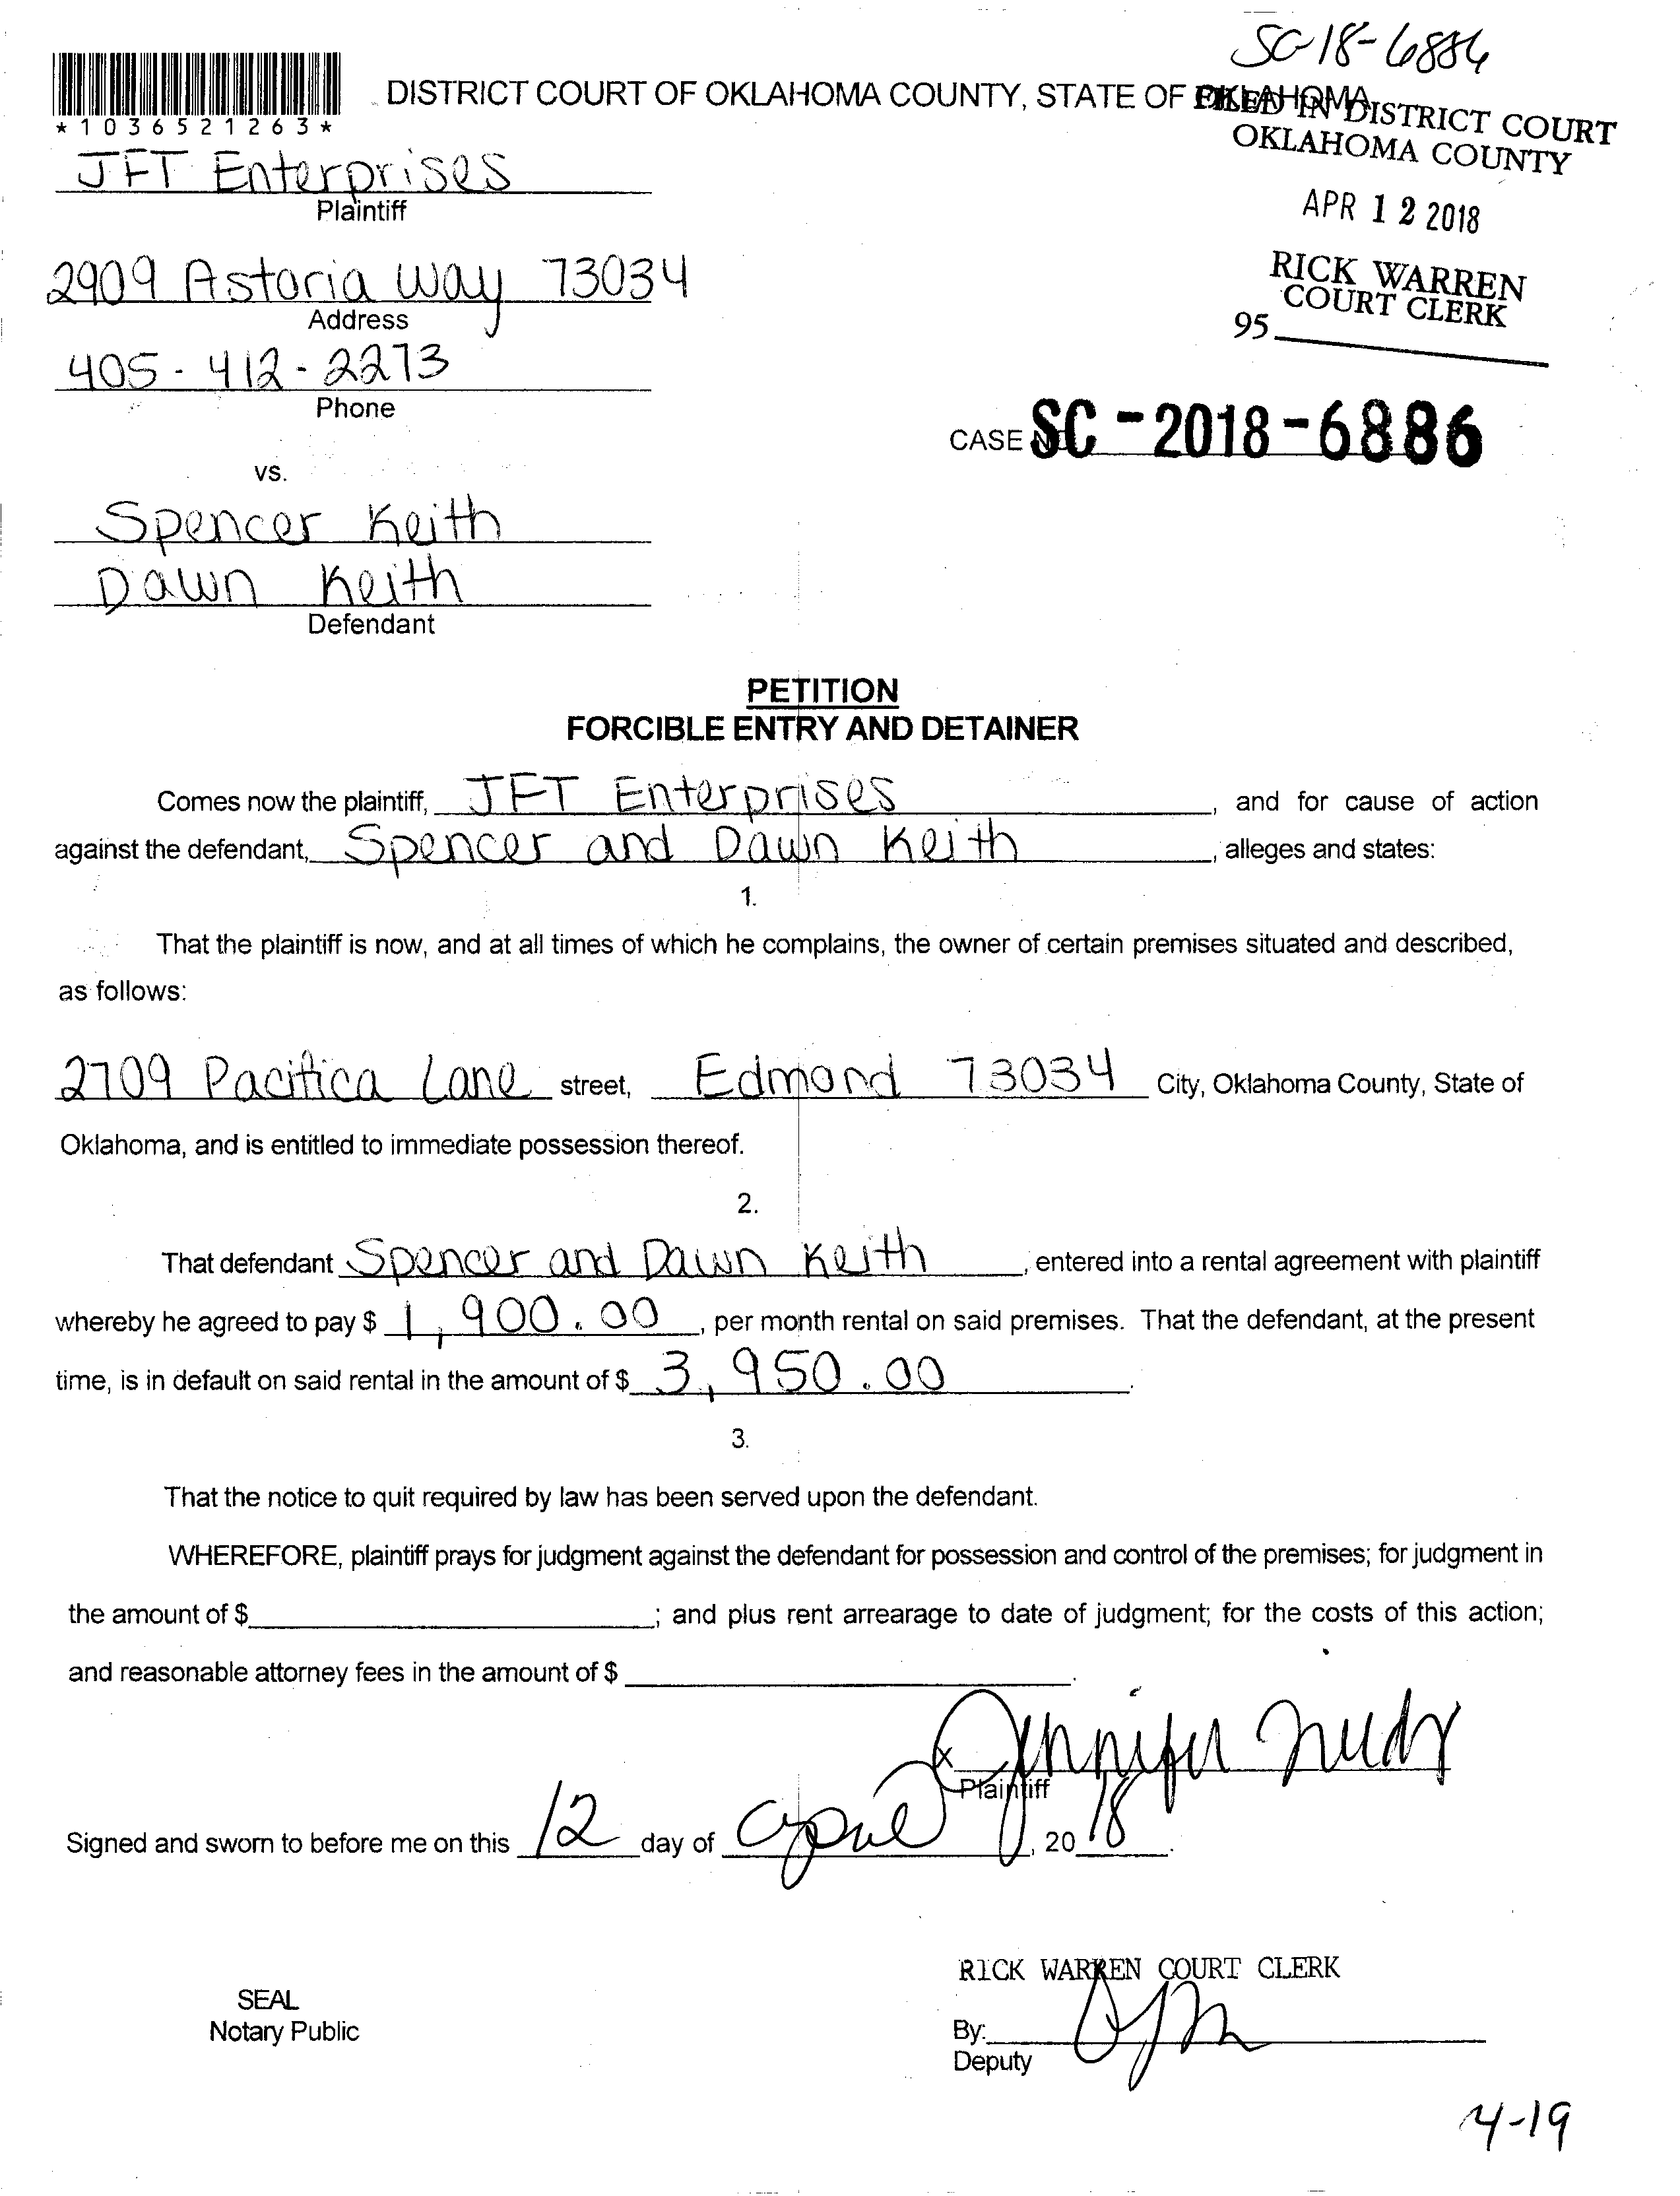 SC-18-6886
DISTRICT COURT OF OKLAHOMA COUNTY, STATE OF OKLAHOMA
*1036521263*
FILED IN DISTRICT COURT
OKLAHOMA COUNTY
JFT Enterprises
Plaintiff
APR 12 2018
2909 Astoria Way 73034
Address
RICK WARREN
COURT CLERK
95
405-412-2273
Phone
CASE NO. SC-2018-6886
vs.
Spencer Keith
Dawn Keith
Defendant
PETITION
FORCIBLE ENTRY AND DETAINER
Comes now the plaintiff, JFT Enterprises, and for cause of action
against the defendant, Spencer and Dawn Keith, alleges and states:
1.
That the plaintiff is now, and at all times of which he complains, the owner of certain premises situated and described,
as follows:
2709 Pacifica Lane street, Edmond 73034 City, Oklahoma County, State of
Oklahoma, and is entitled to immediate possession thereof.
2.
That defendant Spencer and Dawn Keith, entered into a rental agreement with plaintiff
whereby he agreed to pay $ 1,900.00, per month rental on said premises. That the defendant, at the present
time, is in default on said rental in the amount of $ 3,950.00.
3.
That the notice to quit required by law has been served upon the defendant.
WHEREFORE, plaintiff prays for judgment against the defendant for possession and control of the premises; for judgment in
the amount of $ ; and plus rent arrearage to date of judgment; for the costs of this action;
and reasonable attorney fees in the amount of $ .
x Jennifer
Plaintiff
Signed and sworn to before me on this 12 day of April, 2018.
RICK WARREN COURT CLERK
SEAL
Notary Public
By:
Deputy
4-19